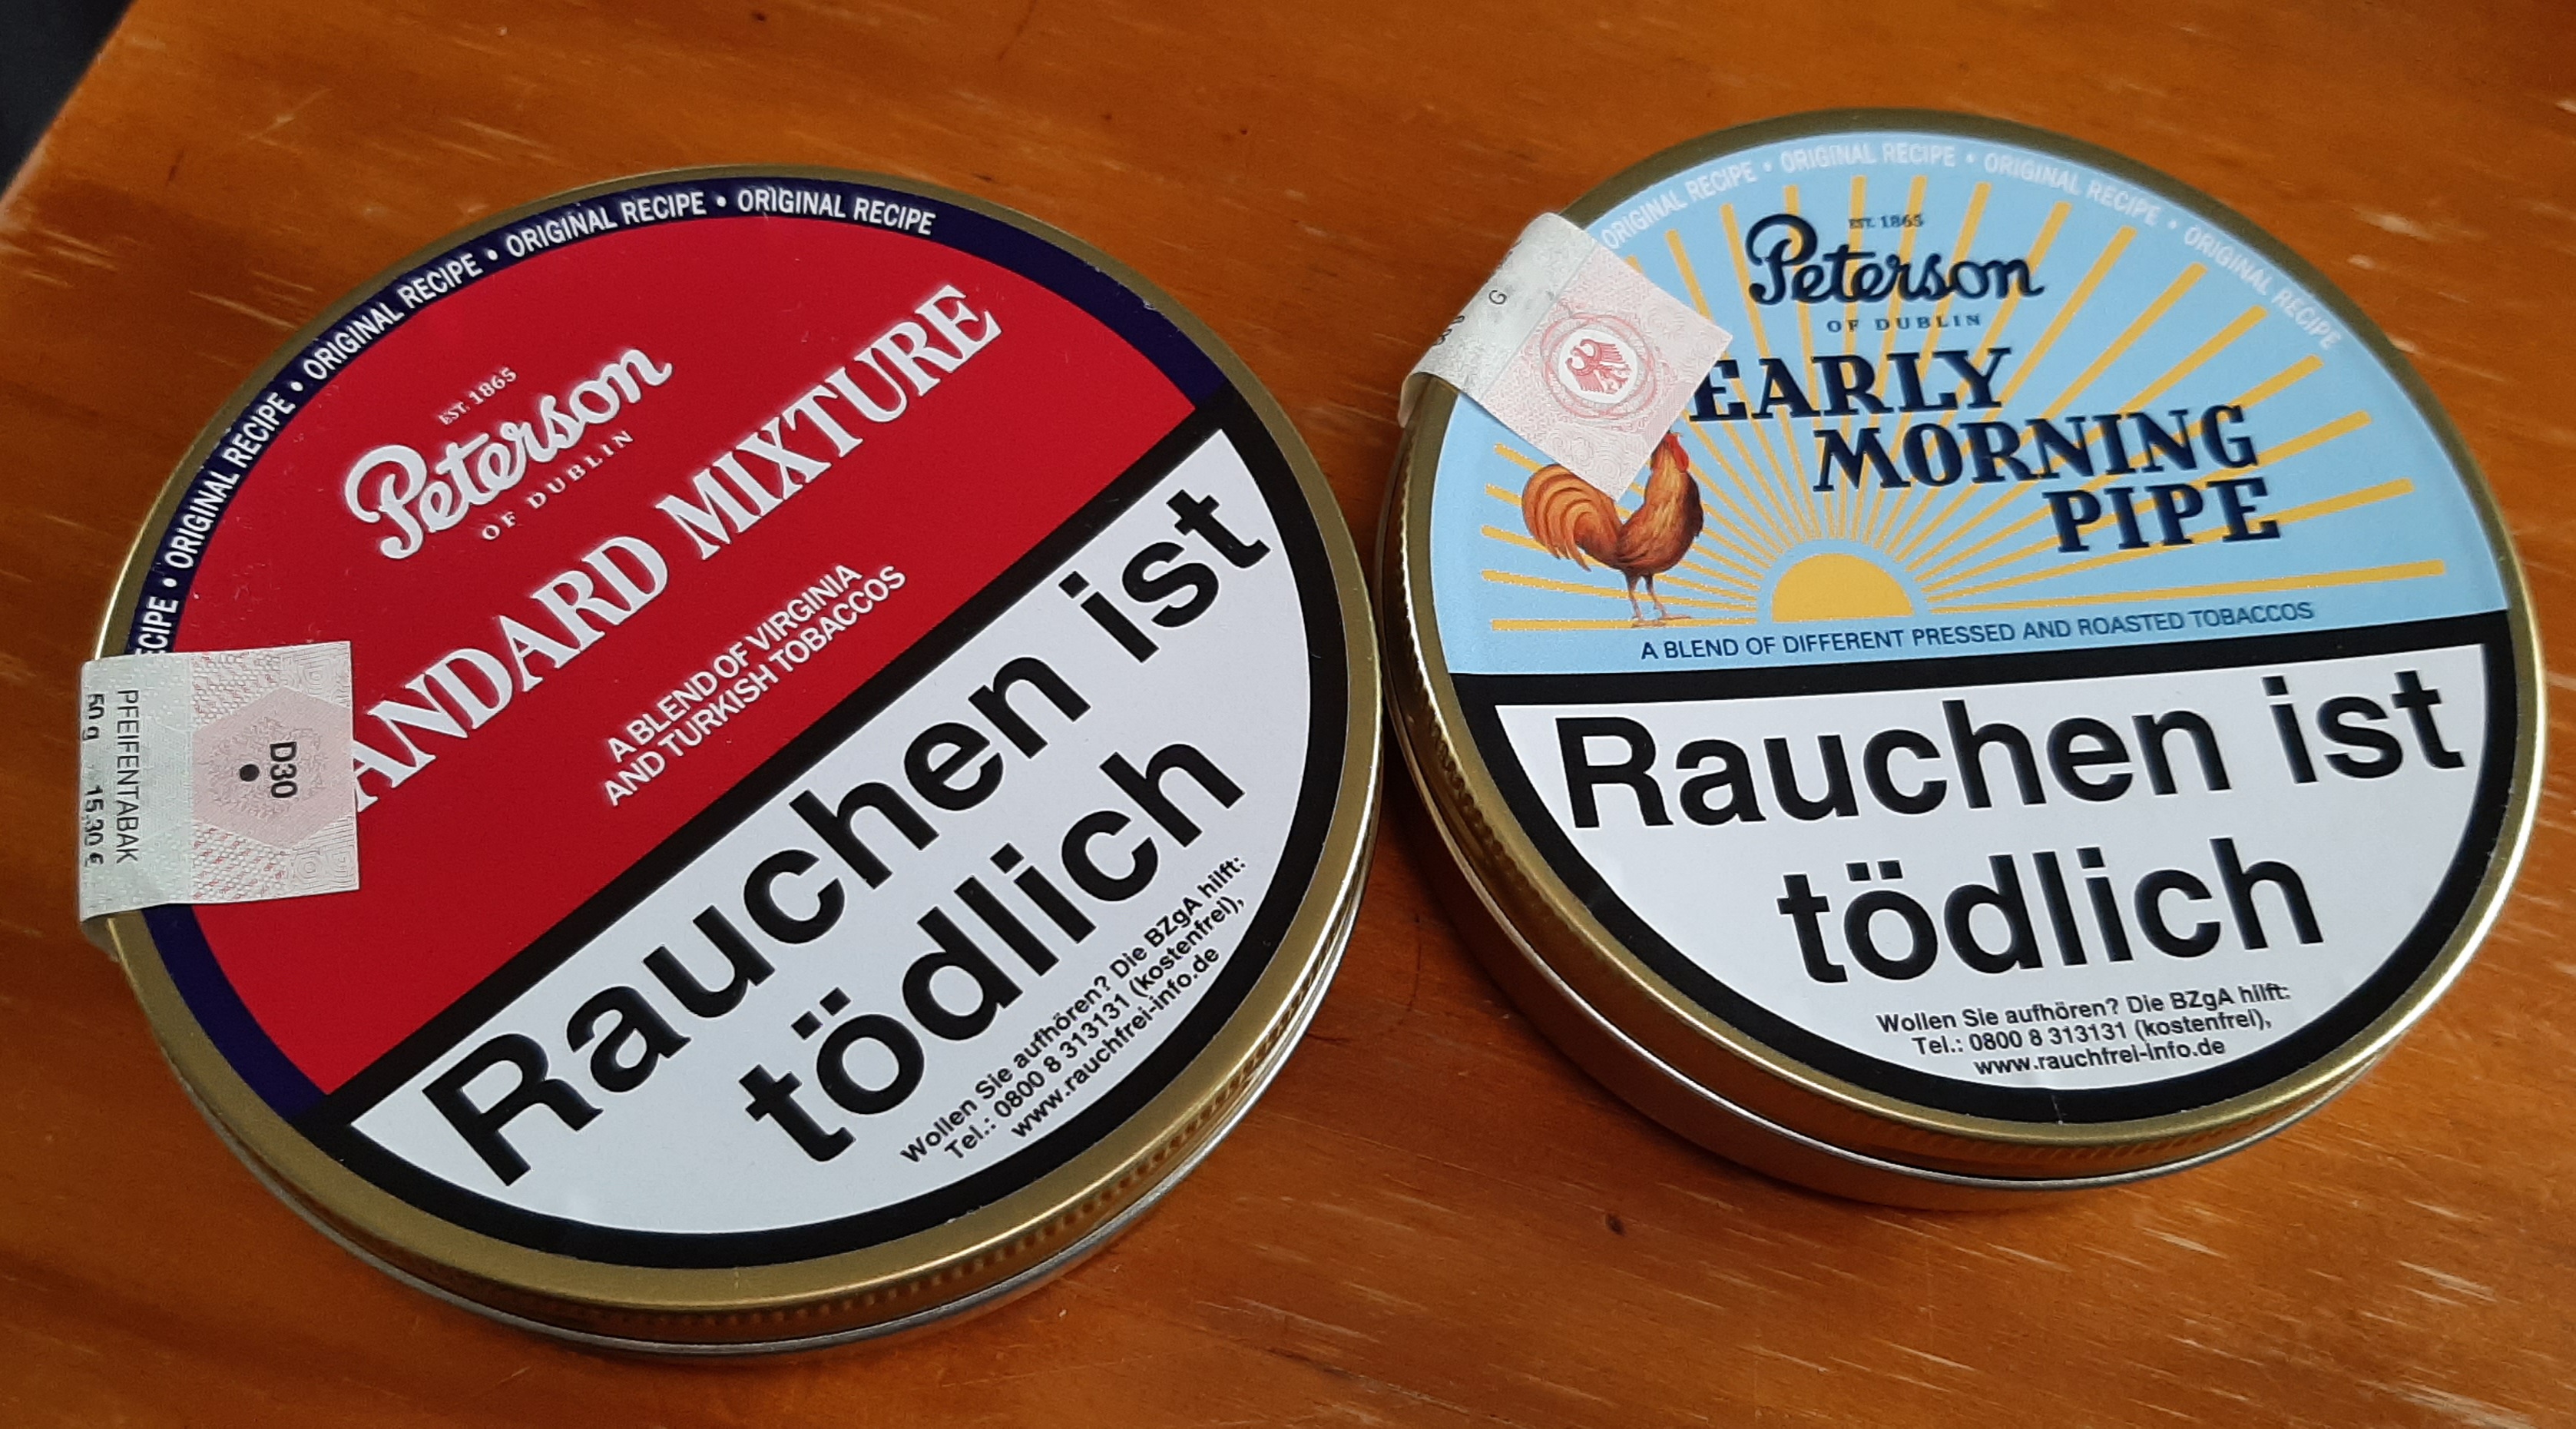 ECIPE • ORIGINAL RECIPE • ORIGINAL RECIPE • ORIGINAL RECIPE • ORIGINAL RECIPE
EST. 1865
Peterson
OF DUBLIN
ANDARD MIXTURE
A BLEND OF VIRGINIA
AND TURKISH TOBACCOS
D30
PFEIFENTABAK
50 g 15,30 €
Rauchen ist
tödlich
Wollen Sie aufhören? Die BZgA hilft:
Tel.: 0800 8 313131 (kostenfrei),
www.rauchfrei-info.de
ORIGINAL RECIPE • ORIGINAL RECIPE • ORIGINAL RECIPE • ORIGINAL RECIPE
EST. 1865
Peterson
OF DUBLIN
EARLY
MORNING
PIPE
A BLEND OF DIFFERENT PRESSED AND ROASTED TOBACCOS
Rauchen ist
tödlich
Wollen Sie aufhören? Die BZgA hilft:
Tel.: 0800 8 313131 (kostenfrei),
www.rauchfrei-info.de